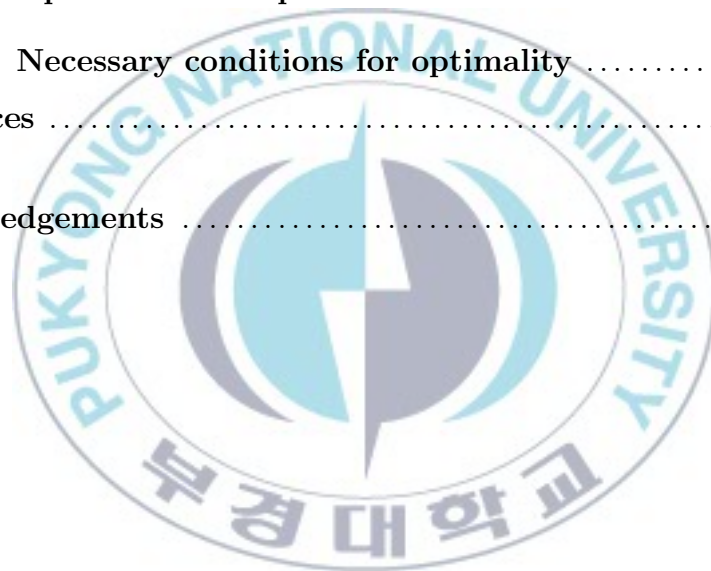 Necessary conditions for optimality ..........
ces ........................................
edgements ........................................
PUKYONG NATIONAL UNIVERSITY
부경대학교